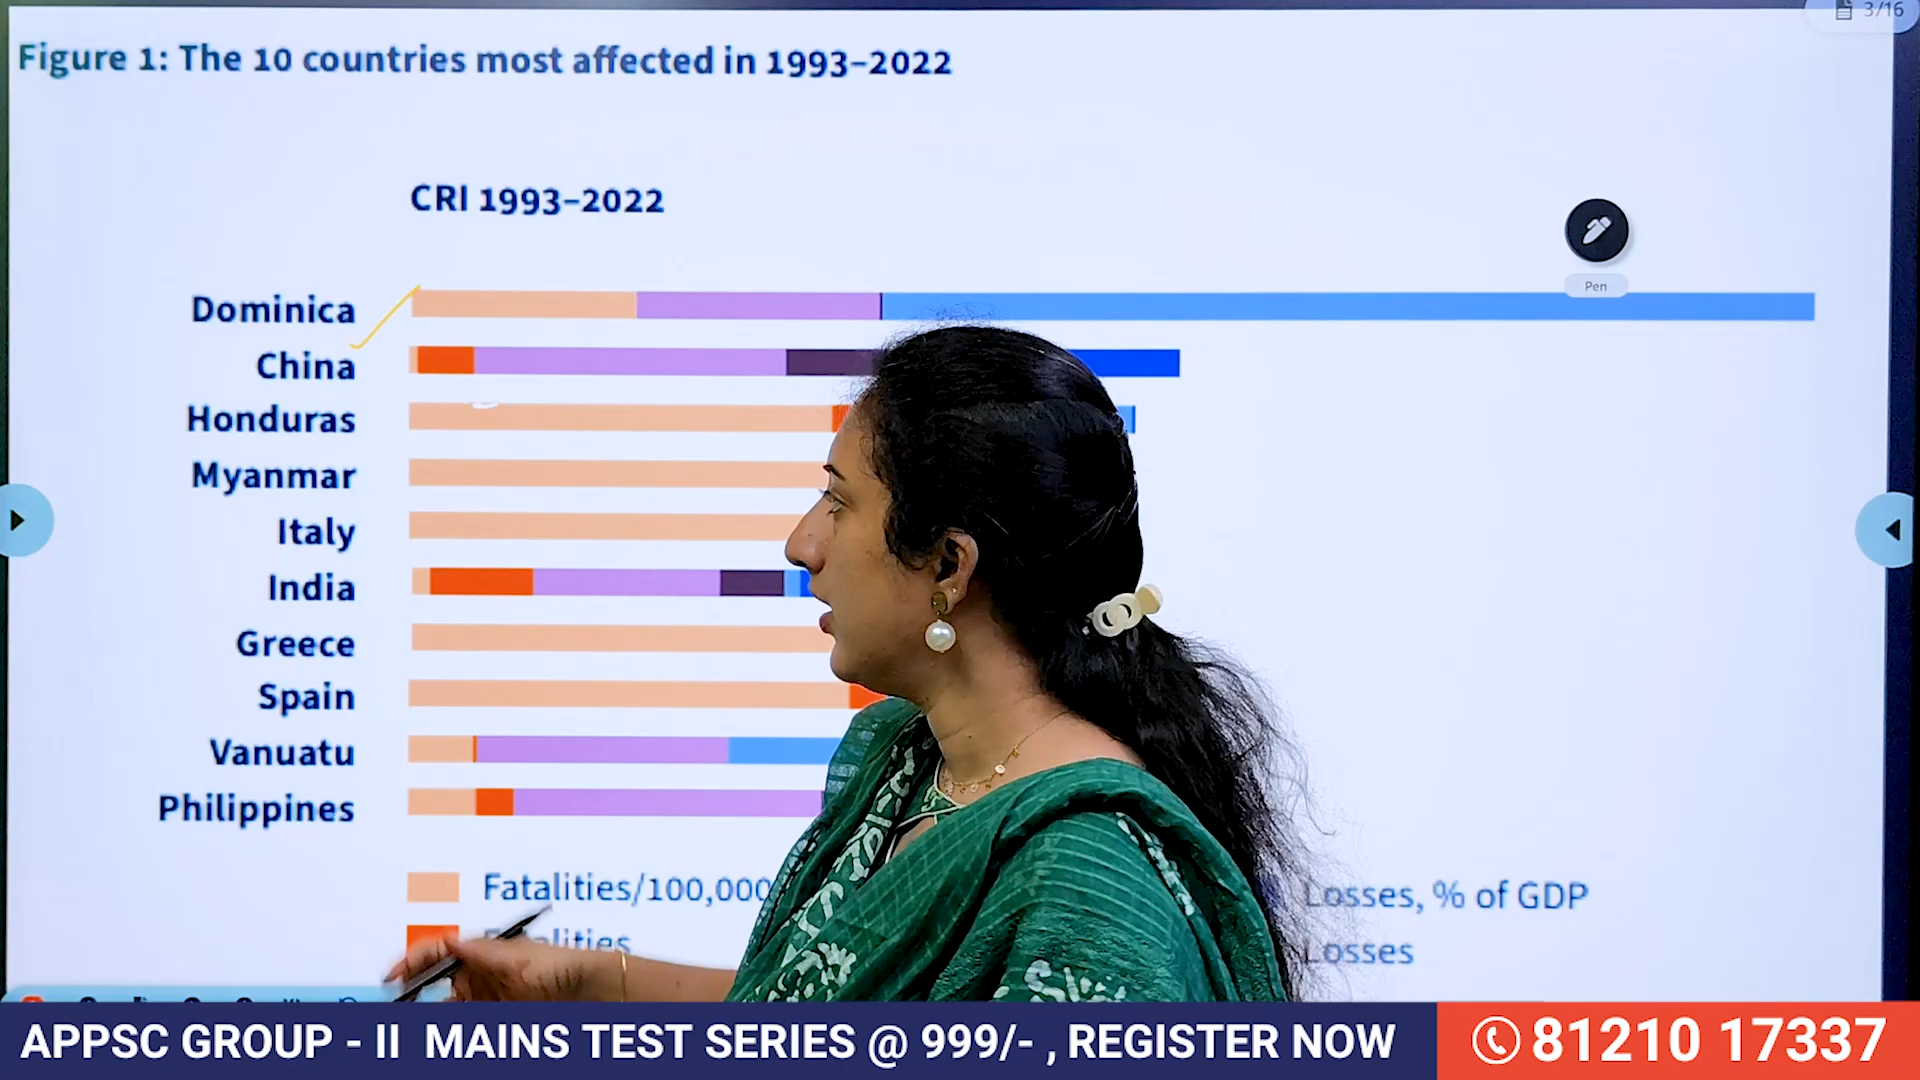 3/16
Figure 1: The 10 countries most affected in 1993–2022
CRI 1993–2022
Pen
Dominica
China
Honduras
Myanmar
Italy
India
Greece
Spain
Vanuatu
Philippines
Fatalities/100,000
Losses, % of GDP
Fatalities
Losses
APPSC GROUP - II MAINS TEST SERIES @ 999/- , REGISTER NOW
81210 17337